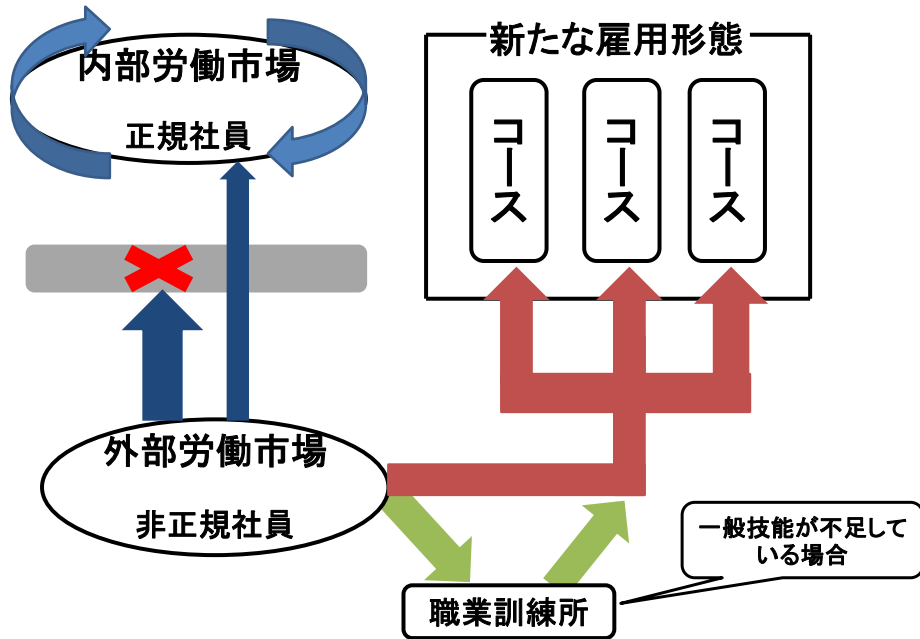 内部労働市場
正規社員
新たな雇用形態
コース
コース
コース
外部労働市場
非正規社員
一般技能が不足して
いる場合
職業訓練所